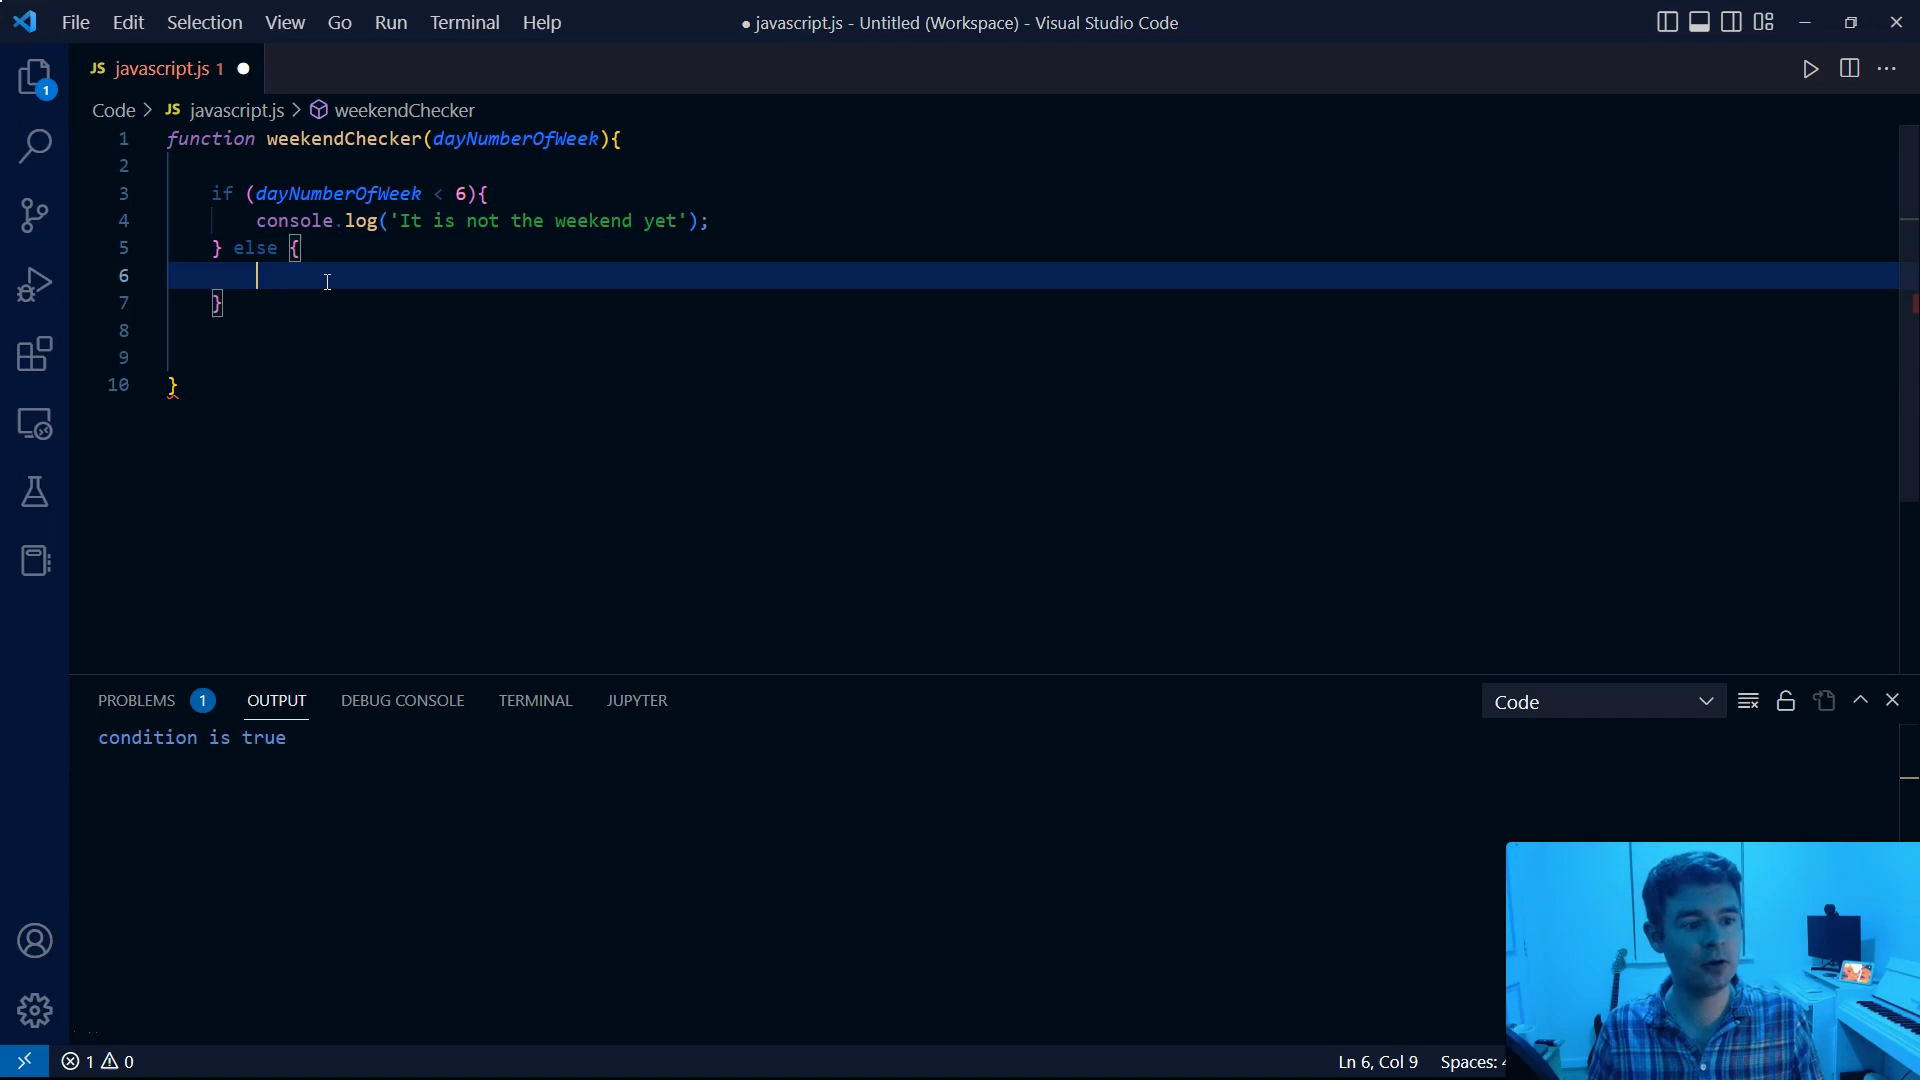 File Edit Selection View Go Run Terminal Help
● javascript.js - Untitled (Workspace) - Visual Studio Code
JS javascript.js 1 ●
1
Code > JS javascript.js > weekendChecker
1 function weekendChecker(dayNumberOfWeek){
2
3 if (dayNumberOfWeek < 6){
4 console.log('It is not the weekend yet');
5 } else {
6
7 }
8
9
10 }
PROBLEMS 1 OUTPUT DEBUG CONSOLE TERMINAL JUPYTER
Code
condition is true
1 0
Ln 6, Col 9 Spaces: